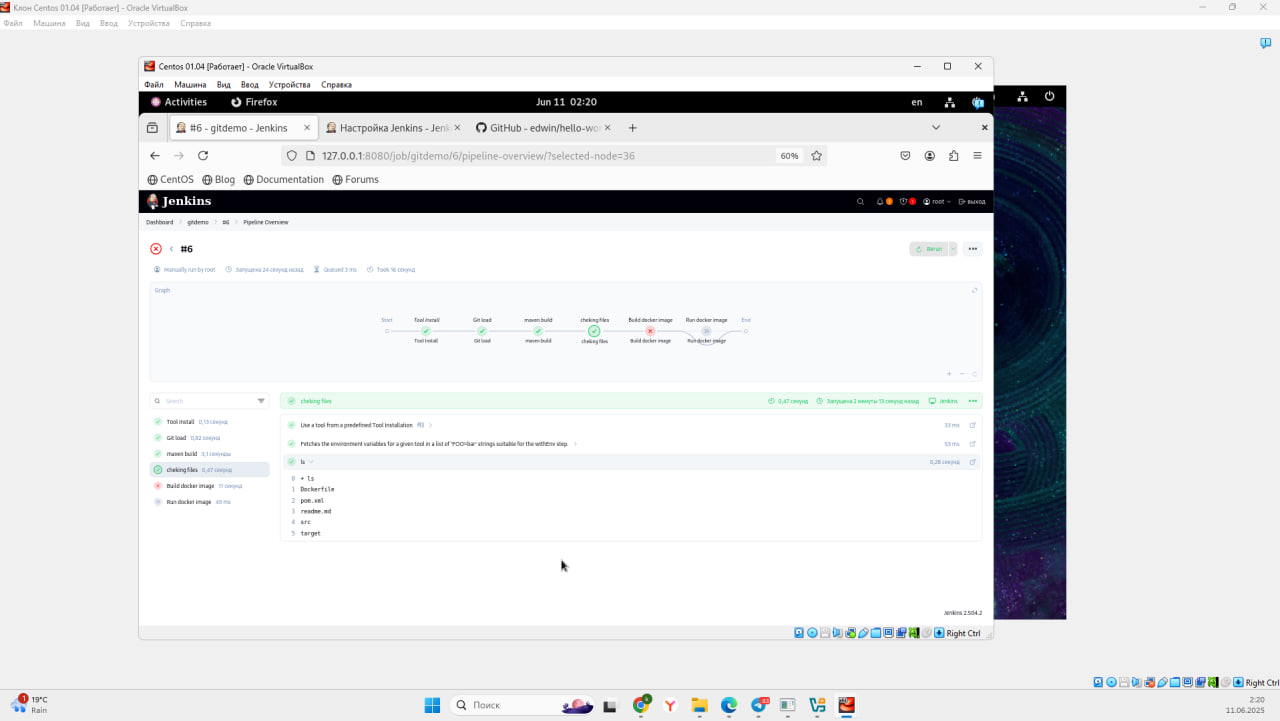 Клон Centos 01.04 [Работает] - Oracle VirtualBox
Файл Машина Вид Ввод Устройства Справка
Centos 01.04 [Работает] - Oracle VirtualBox
Файл Машина Вид Ввод Устройства Справка
Activities Firefox Jun 11 02:20 en
#6 - gitdemo - Jenkins Настройка Jenkins - Jenk GitHub - edwin/hello-wor
127.0.0.1:8080/job/gitdemo/6/pipeline-overview/?selected-node=36 60%
CentOS Blog Documentation Forums
Jenkins root выход
Dashboard gitdemo #6 Pipeline Overview
#6 Rerun
Manually run by root Запущена 24 секунд назад Queued 3 ms Took 16 секунд
Graph
Start Tool Install Git load maven build cheking files Build docker image Run docker image End
Tool Install Git load maven build cheking files Build docker image Run docker image
Search
cheking files 0,47 секунд Запущена 2 минуты 13 секунд назад Jenkins
Tool Install 0,13 секунд
Git load 0,82 секунд
maven build 3,1 секунды
cheking files 0,47 секунд
Build docker image 11 секунд
Run docker image 49 ms
Use a tool from a predefined Tool Installation M3 33 ms
Fetches the environment variables for a given tool in a list of 'FOO=bar' strings suitable for the withEnv step. 53 ms
ls 0,28 секунд
0 + ls
1 Dockerfile
2 pom.xml
3 readme.md
4 src
5 target
Jenkins 2.504.2
Right Ctrl
Right Ctrl
1 19°C
Rain
Поиск
2:20
11.06.2025